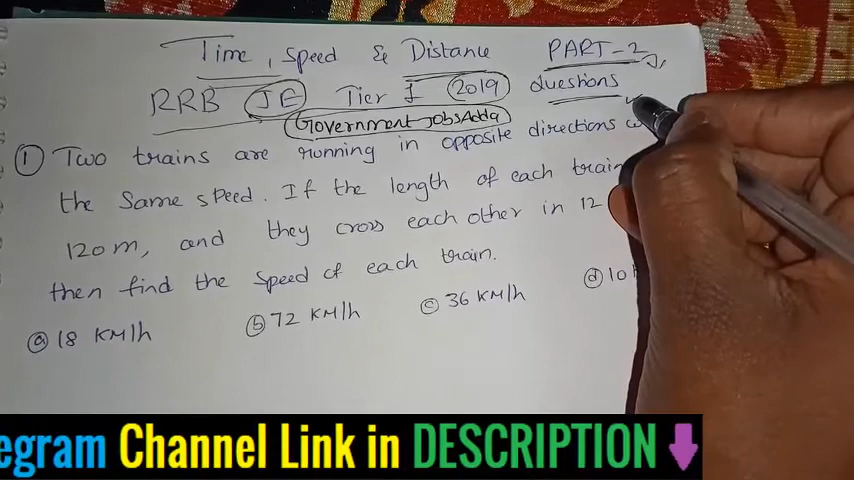 Time, Speed & Distance PART-2
RRB JE Tier I 2019 questions
Government JobsAdda
① Two trains are running in opposite directions
the same speed. If the length of each train
120m, and they cross each other in 12
then find the speed of each train.
ⓐ 18 KM/h ⓑ 72 KM/h ⓒ 36 KM/h ⓓ 10
egram Channel Link in DESCRIPTION